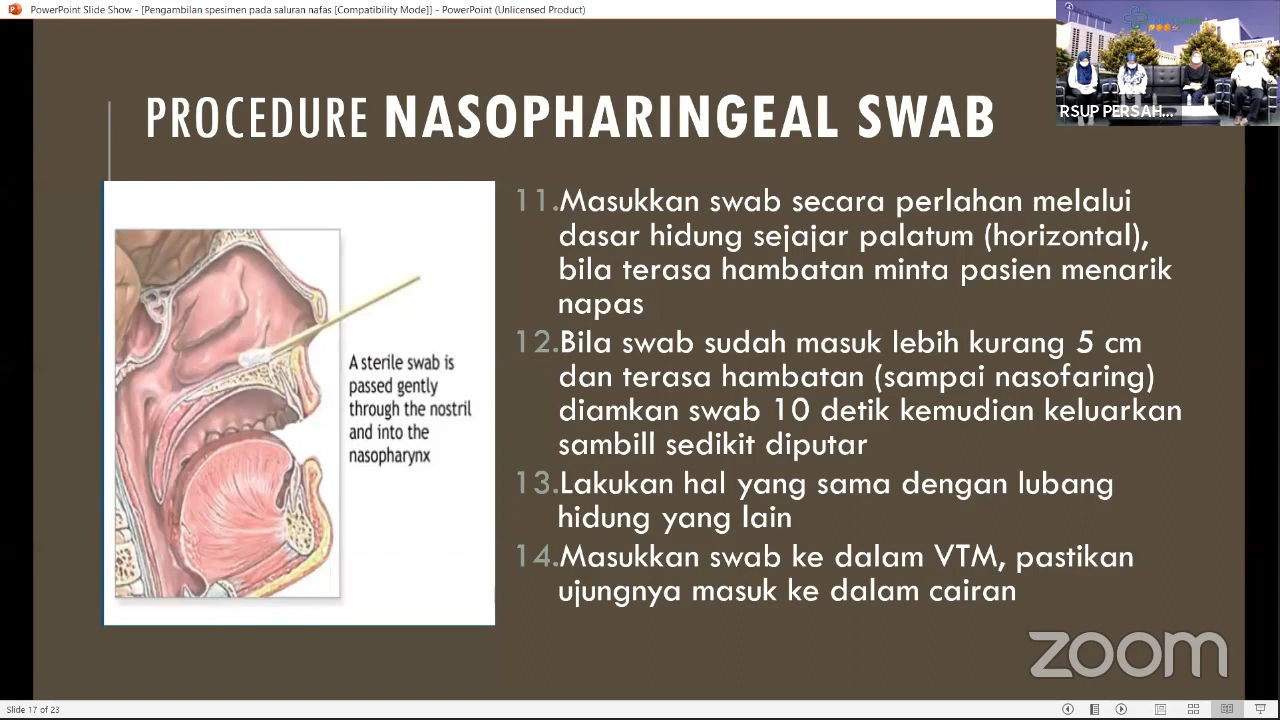 PowerPoint Slide Show - [Pengambilan spesimen pada saluran nafas [Compatibility Mode]] - PowerPoint (Unlicensed Product)
RSUP PERSAH...
PROCEDURE NASOPHARINGEAL SWAB
A sterile swab is
passed gently
through the nostril
and into the
nasopharynx
11.Masukkan swab secara perlahan melalui
dasar hidung sejajar palatum (horizontal),
bila terasa hambatan minta pasien menarik
napas
12.Bila swab sudah masuk lebih kurang 5 cm
dan terasa hambatan (sampai nasofaring)
diamkan swab 10 detik kemudian keluarkan
sambill sedikit diputar
13.Lakukan hal yang sama dengan lubang
hidung yang lain
14.Masukkan swab ke dalam VTM, pastikan
ujungnya masuk ke dalam cairan
zoom
Slide 17 of 23